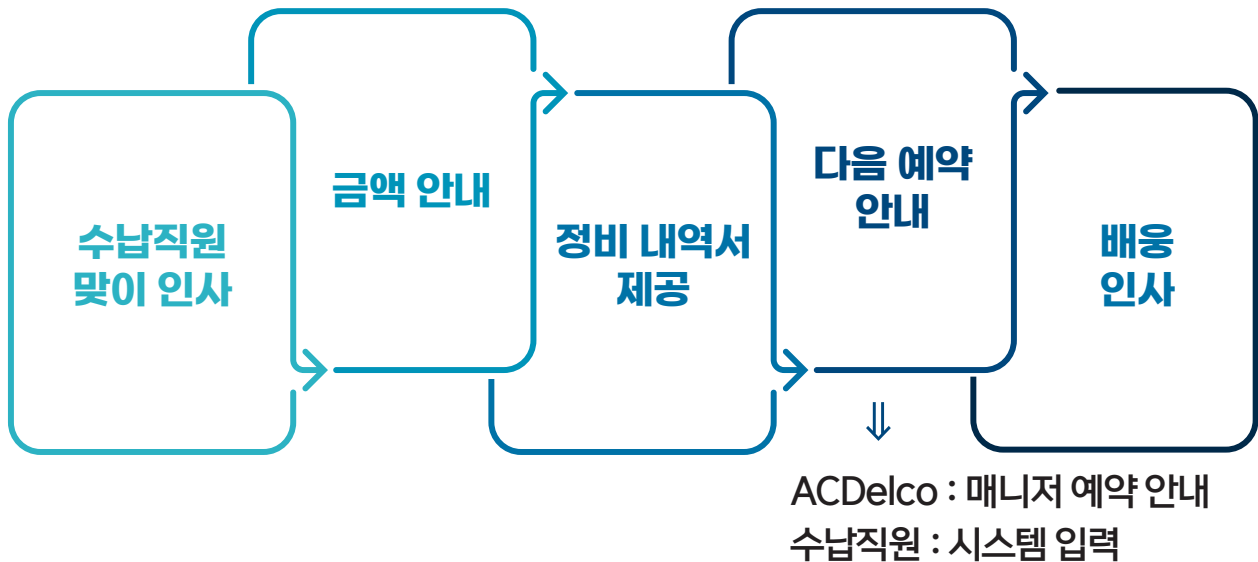 수납직원
맞이 인사
금액 안내
정비 내역서
제공
다음 예약
안내
배웅
인사
⇓
ACDelco : 매니저 예약 안내
수납직원 : 시스템 입력